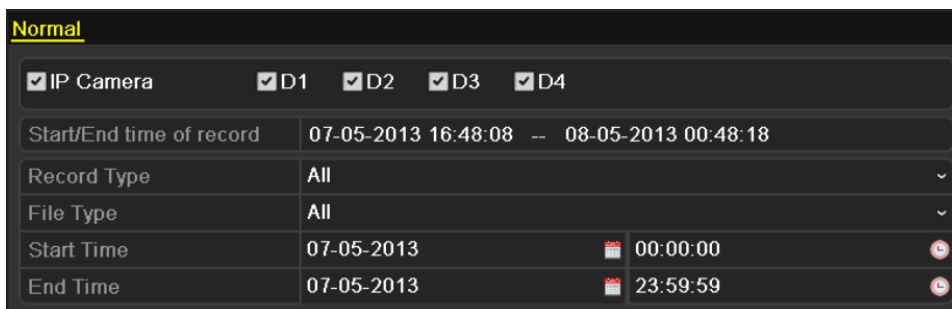 Normal
IP Camera D1 D2 D3 D4
Start/End time of record 07-05-2013 16:48:08 -- 08-05-2013 00:48:18
Record Type All
File Type All
Start Time 07-05-2013 00:00:00
End Time 07-05-2013 23:59:59